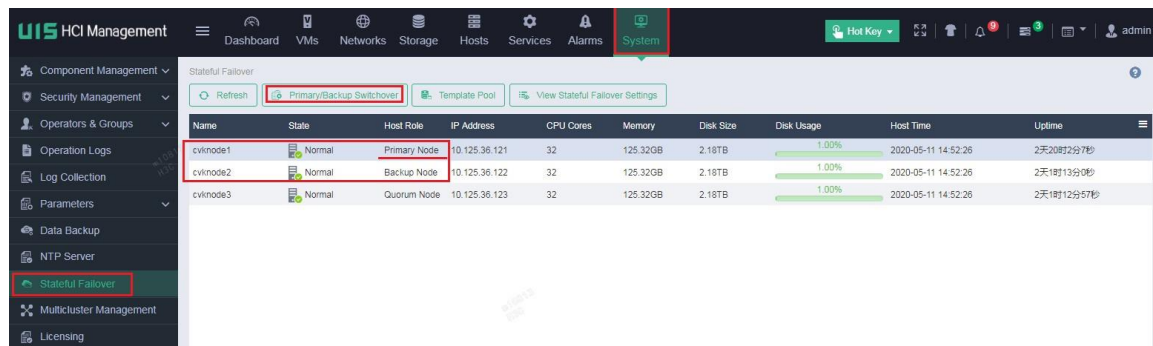 UIS HCI Management
Dashboard VMs Networks Storage Hosts Services Alarms System
Hot Key 9 3 admin
Component Management
Security Management
Operators & Groups
Operation Logs
Log Collection
Parameters
Data Backup
NTP Server
Stateful Failover
Multicluster Management
Licensing
Stateful Failover
Refresh Primary/Backup Switchover Template Pool View Stateful Failover Settings
Name State Host Role IP Address CPU Cores Memory Disk Size Disk Usage Host Time Uptime
cvknode1 Normal Primary Node 10.125.36.121 32 125.32GB 2.18TB 1.00% 2020-05-11 14:52:26 2天20时2分7秒
cvknode2 Normal Backup Node 10.125.36.122 32 125.32GB 2.18TB 1.00% 2020-05-11 14:52:26 2天1时13分0秒
cvknode3 Normal Quorum Node 10.125.36.123 32 125.32GB 2.18TB 1.00% 2020-05-11 14:52:26 2天1时12分57秒